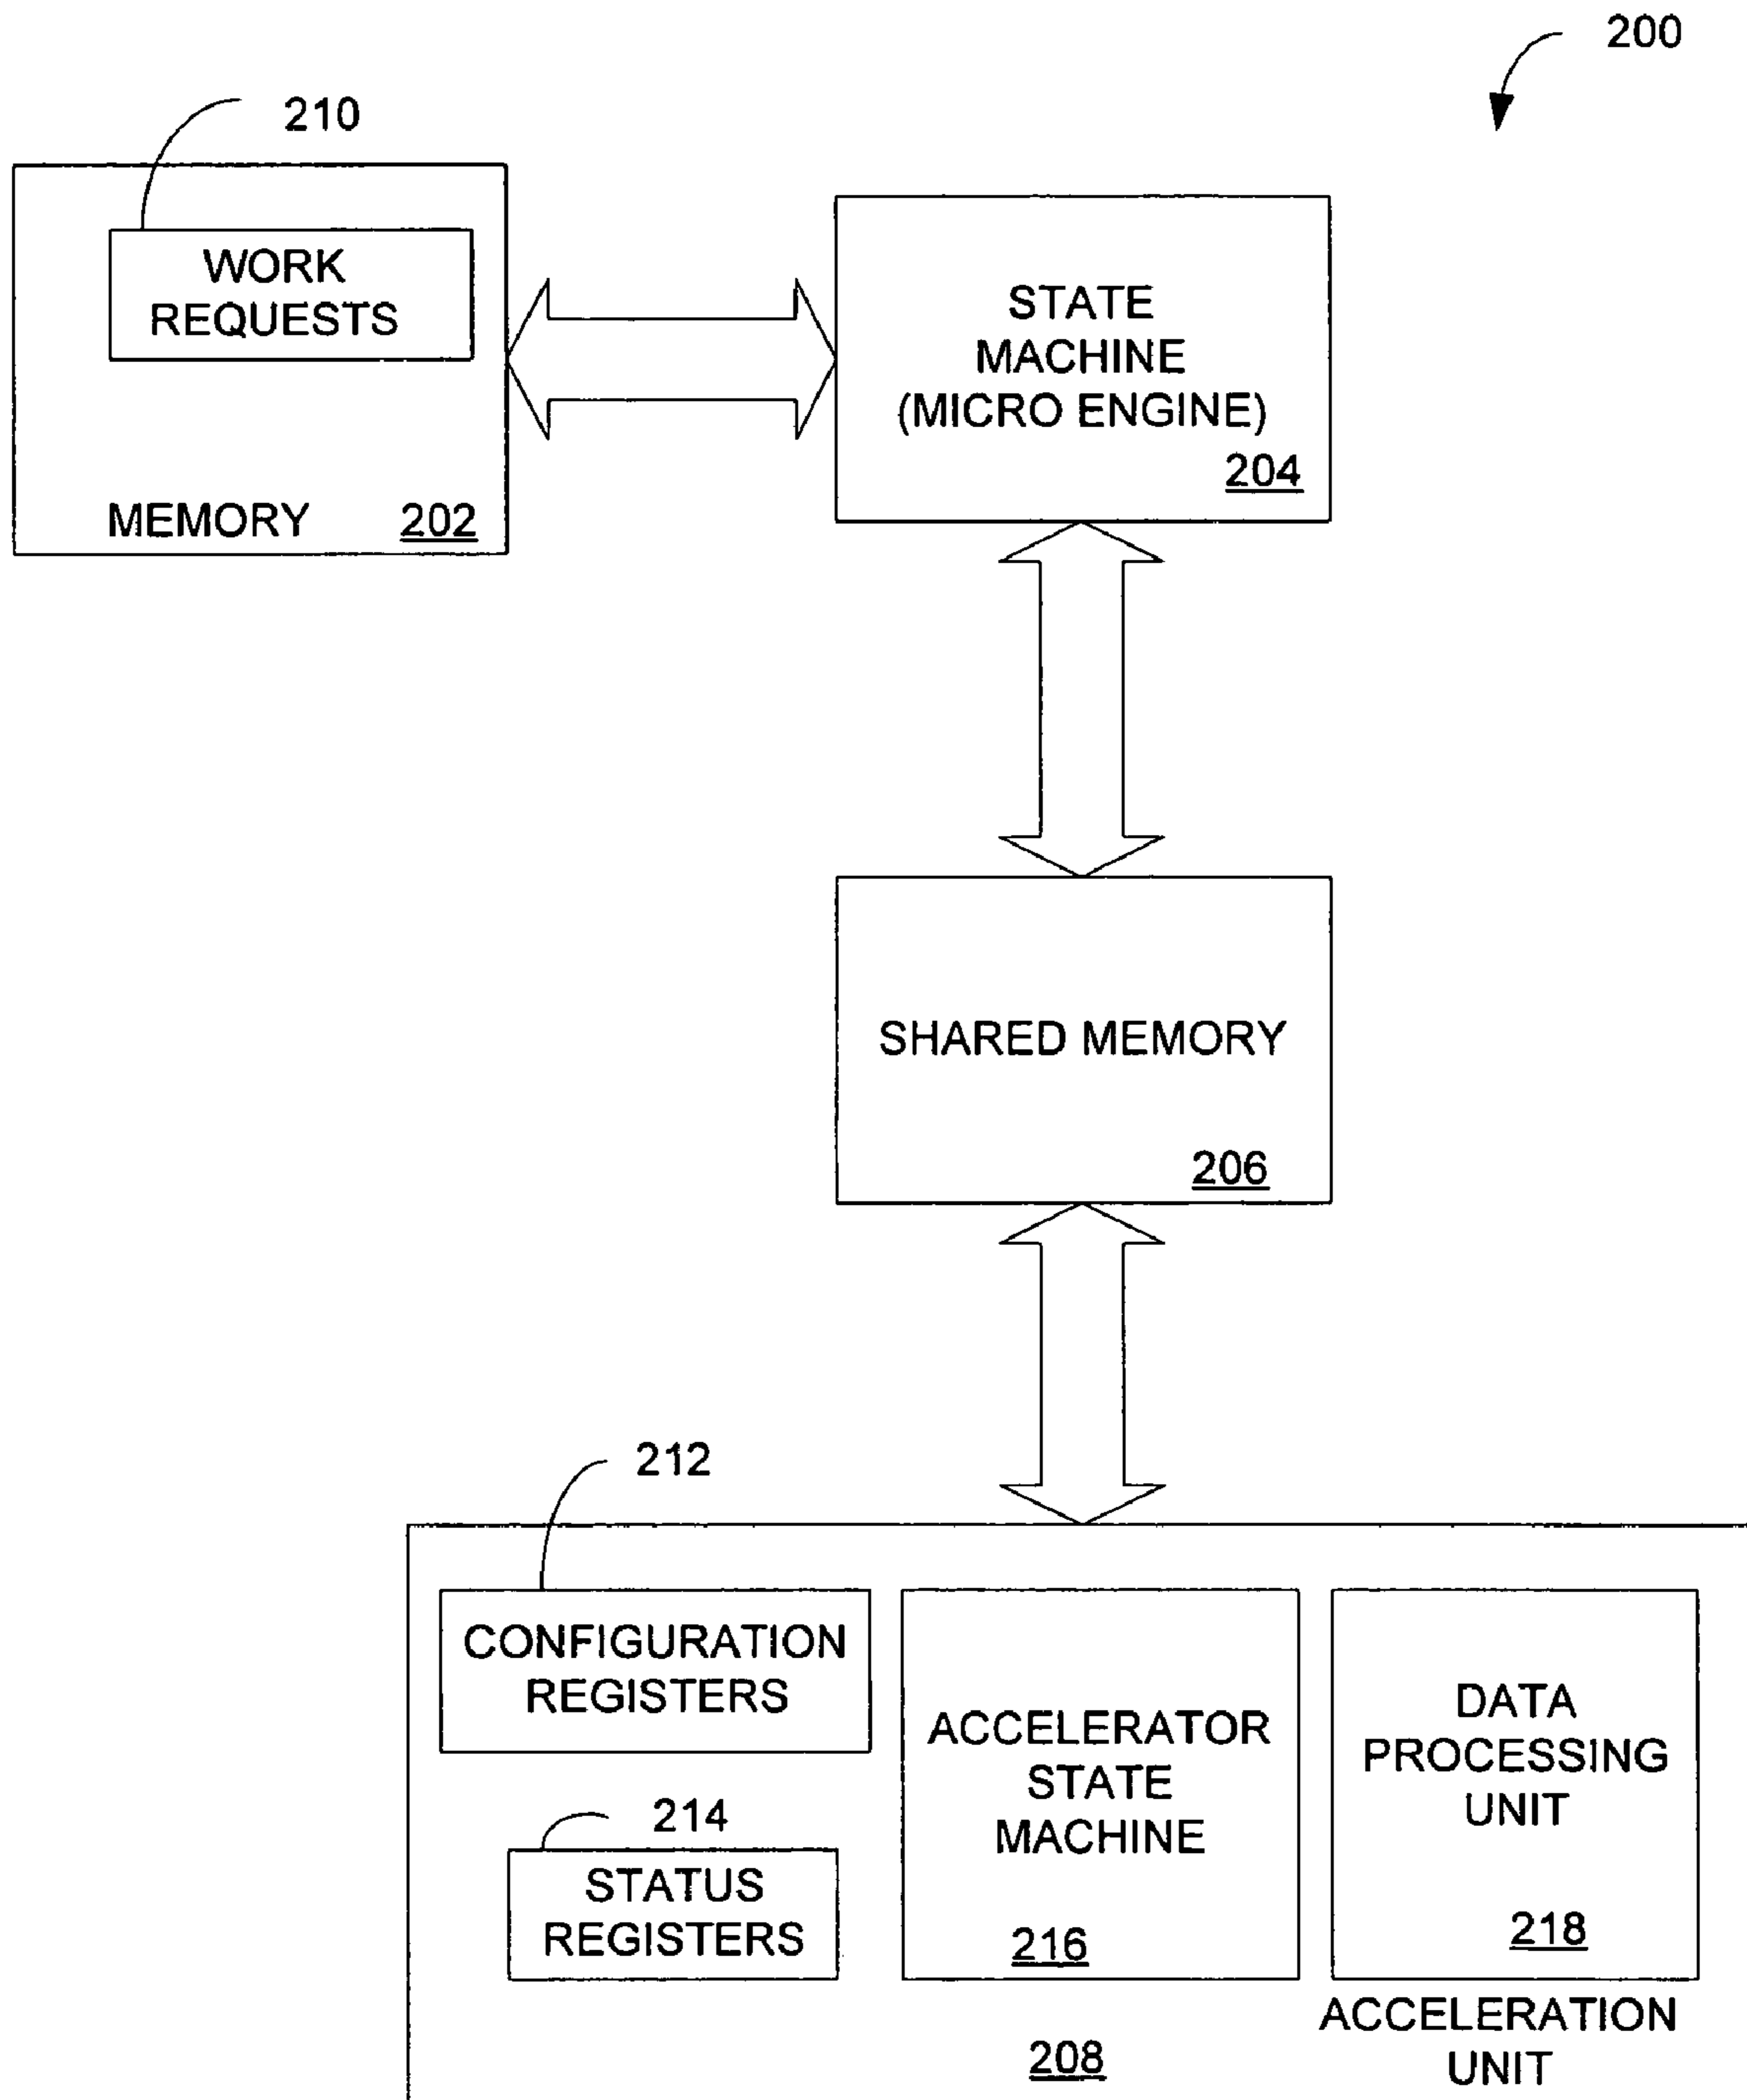 200
210
WORK
REQUESTS
MEMORY 202
STATE
MACHINE
(MICRO ENGINE)
204
SHARED MEMORY
206
212
CONFIGURATION
REGISTERS
214
STATUS
REGISTERS
ACCELERATOR
STATE
MACHINE
216
DATA
PROCESSING
UNIT
218
208
ACCELERATION
UNIT